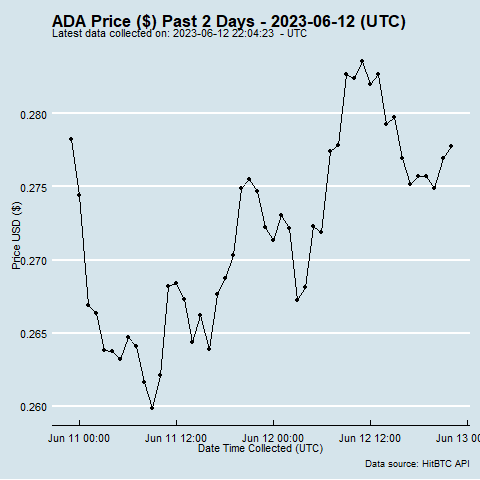 ADA Price ($) Past 2 Days - 2023-06-12 (UTC)
Latest data collected on: 2023-06-12 22:04:23  - UTC
Price USD ($)
0.280
0.275
0.270
0.265
0.260
Jun 11 00:00 Jun 11 12:00 Jun 12 00:00 Jun 12 12:00 Jun 13 00
Date Time Collected (UTC)
Data source: HitBTC API